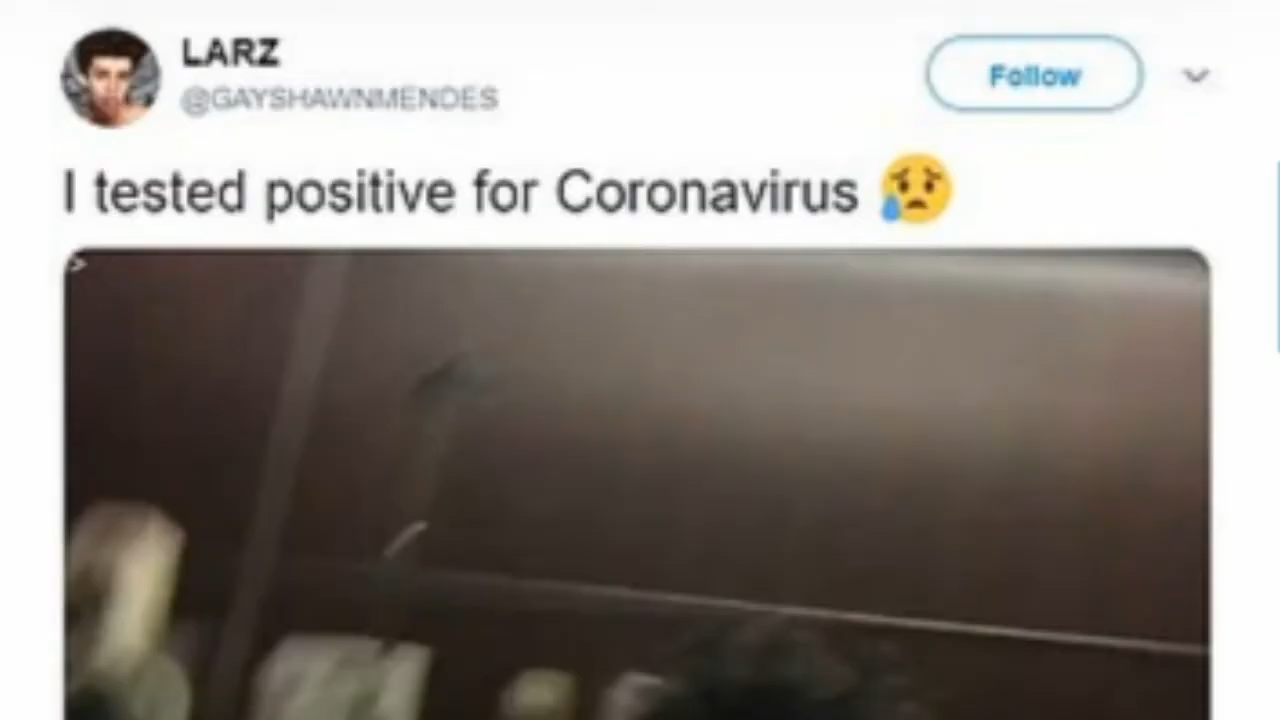 LARZ
@GAYSHAWNMENDES
Follow
I tested positive for Coronavirus 😥